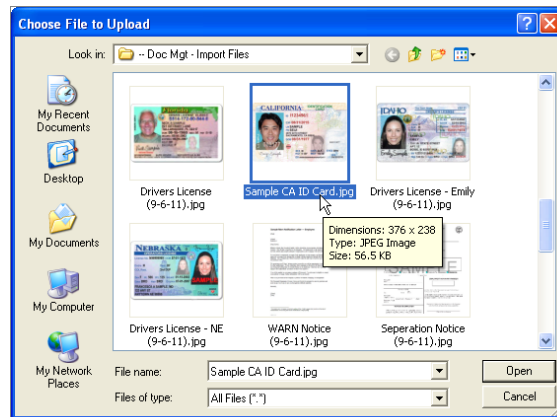 Choose File to Upload
Look in:
-- Doc Mgt - Import Files
My Recent
Documents
Desktop
My Documents
My Computer
My Network
Places
CALIFORNIA
IDAHO
Drivers License
(9-6-11).jpg
Sample CA ID Card.jpg
Drivers License - Emily
(9-6-11).jpg
Dimensions: 376 x 238
Type: JPEG Image
Size: 56.5 KB
NEBRASKA
SAMPLE
Drivers License - NE
(9-6-11).jpg
WARN Notice
(9-6-11).jpg
Seperation Notice
(9-6-11).jpg
File name:
Sample CA ID Card.jpg
Open
Files of type:
All Files (*.*)
Cancel